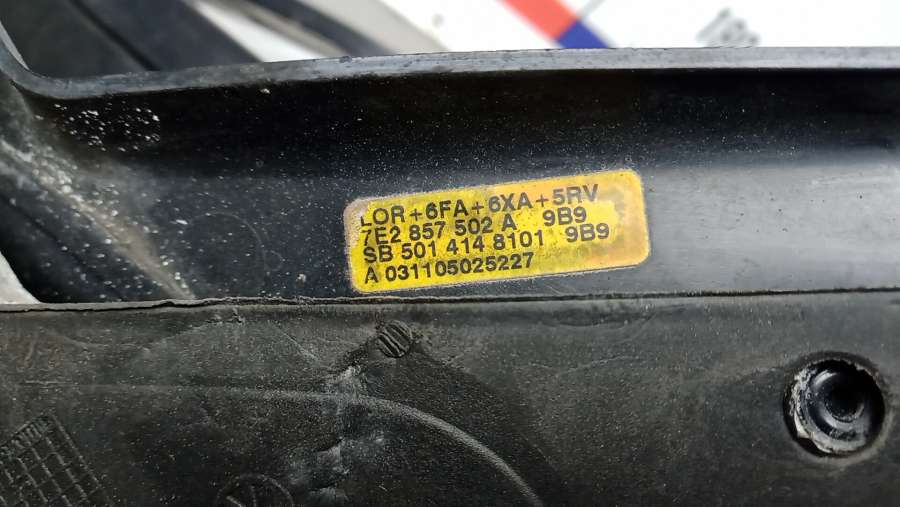 LOR+6FA+6XA+5RV
7E2 857 502 A 9B9
SB 501 414 8101 9B9
A 031105025227